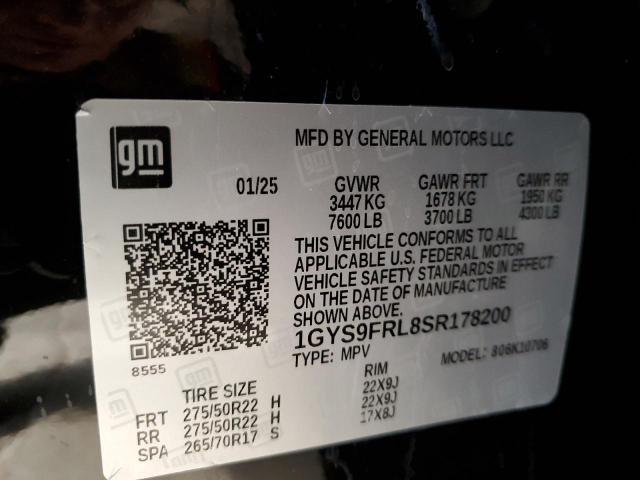 gm
MFD BY GENERAL MOTORS LLC
01/25 GVWR GAWR FRT GAWR RR
3447 KG 1678 KG 1950 KG
7600 LB 3700 LB 4300 LB
THIS VEHICLE CONFORMS TO ALL
APPLICABLE U.S. FEDERAL MOTOR
VEHICLE SAFETY STANDARDS IN EFFECT
ON THE DATE OF MANUFACTURE
SHOWN ABOVE.
1GYS9FRL8SR178200
8555 TYPE: MPV MODEL: 806K10706
TIRE SIZE RIM
FRT 275/50R22 H 22X9J
RR 275/50R22 H 22X9J
SPA 265/70R17 S 17X8J